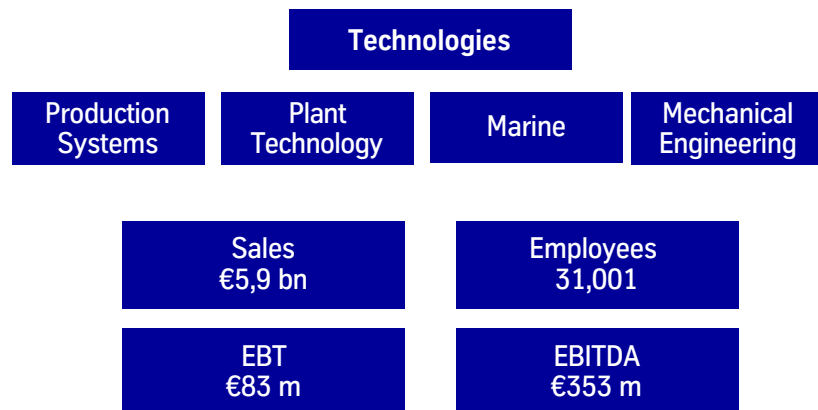 Technologies
Production
Systems
Plant
Technology
Marine
Mechanical
Engineering
Sales
€5,9 bn
Employees
31,001
EBT
€83 m
EBITDA
€353 m